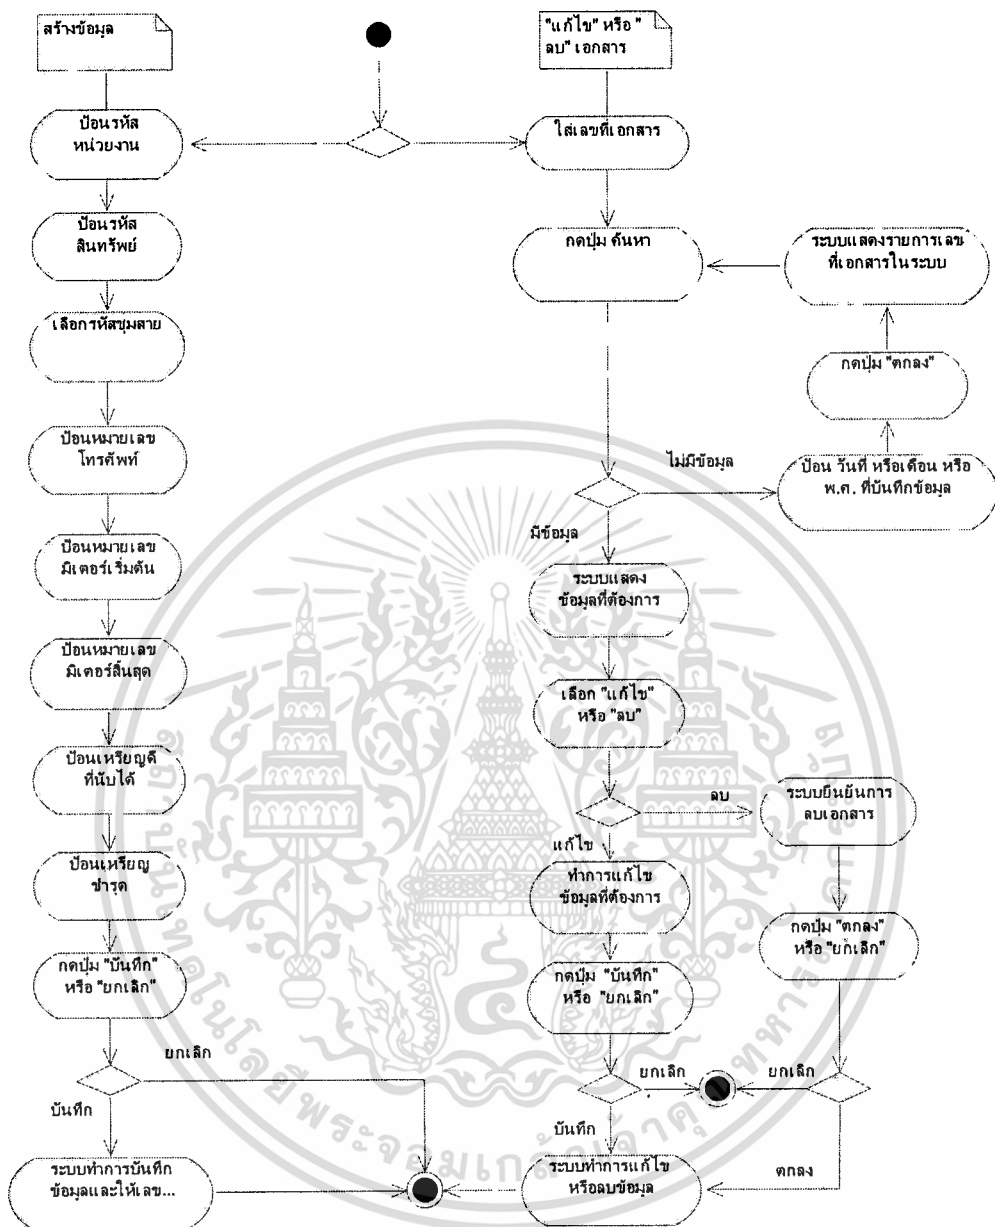 สร้างข้อมูล
"แก้ไข" หรือ "
ลบ" เอกสาร
ป้อนรหัส
หน่วยงาน
ใส่เลขที่เอกสาร
ป้อนรหัส
สินทรัพย์
กดปุ่ม ค้นหา
ระบบแสดงรายการเลข
ที่เอกสารในระบบ
เลือกรหัสชุมสาย
กดปุ่ม "ตกลง"
ป้อนหมายเลข
โทรศัพท์
ไม่มีข้อมูล
ป้อน วันที่ หรือเดือน หรือ
พ.ศ. ที่บันทึกข้อมูล
มีข้อมูล
ป้อนหมายเลข
มิเตอร์เริ่มต้น
ระบบแสดง
ข้อมูลที่ต้องการ
ป้อนหมายเลข
มิเตอร์สิ้นสุด
เลือก "แก้ไข"
หรือ "ลบ"
ป้อนเหรียญดี
ที่นับได้
ลบ
ระบบยืนยันการ
ลบเอกสาร
แก้ไข
ป้อนเหรียญ
ชำรุด
ทำการแก้ไข
ข้อมูลที่ต้องการ
กดปุ่ม "ตกลง"
หรือ "ยกเลิก"
กดปุ่ม "บันทึก"
หรือ "ยกเลิก"
กดปุ่ม "บันทึก"
หรือ "ยกเลิก"
ยกเลิก
ยกเลิก
ยกเลิก
บันทึก
บันทึก
ตกลง
ระบบทำการบันทึก
ข้อมูลและให้เลข...
ระบบทำการแก้ไข
หรือลบข้อมูล